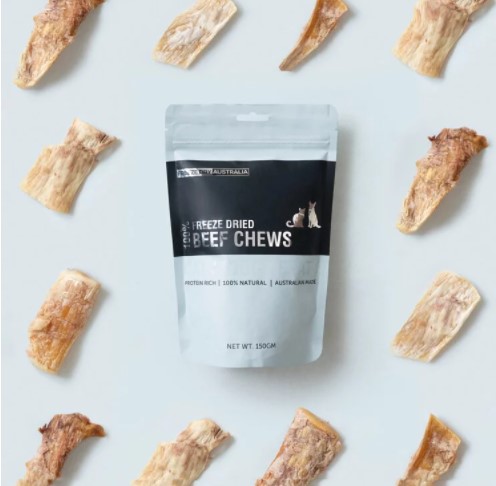 AUSTRALIA
100% FREEZE DRIED
BEEF CHEWS
PROTEIN RICH | 100% NATURAL | AUSTRALIAN MADE
NET WT. 150GM